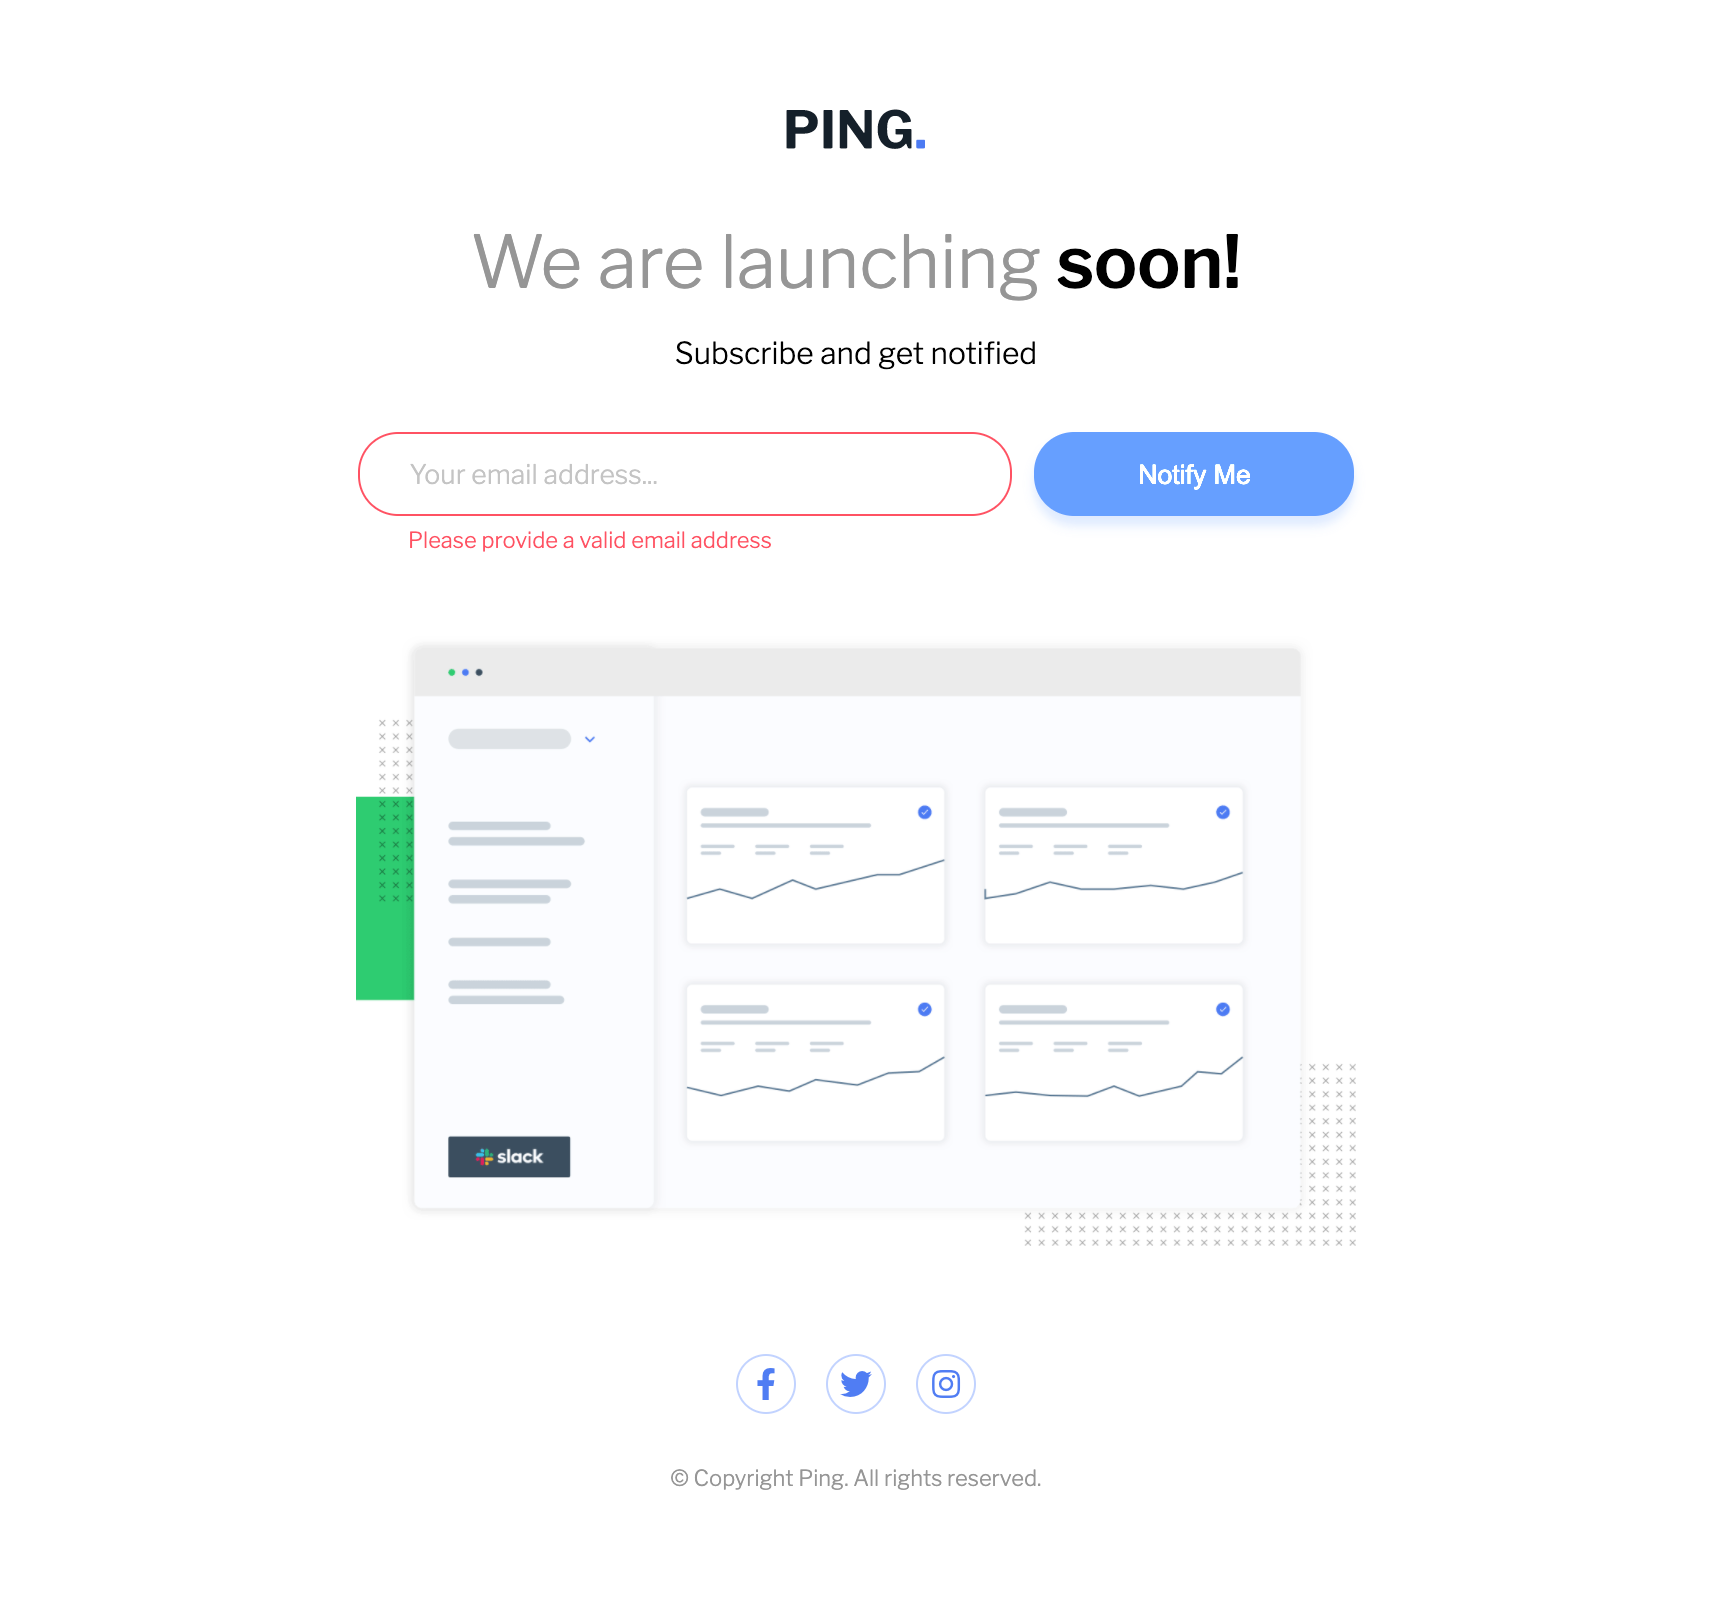 PING.
We are launching soon!
Subscribe and get notified
Your email address...
Notify Me
Please provide a valid email address
slack
© Copyright Ping. All rights reserved.